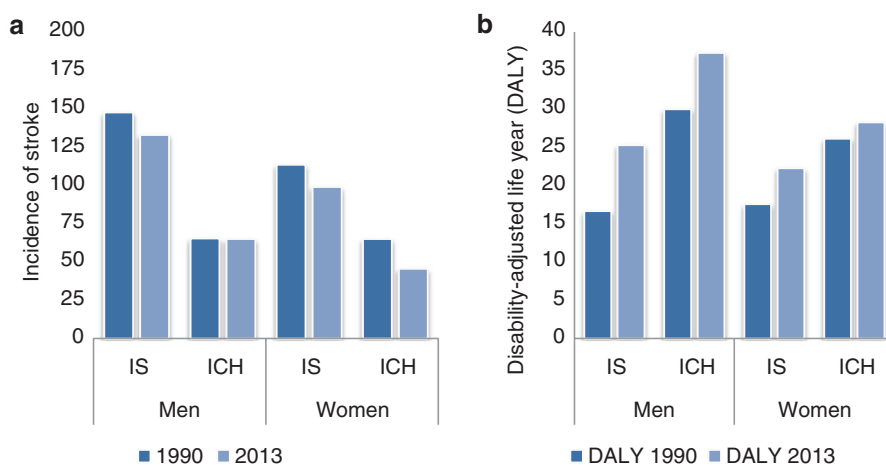 a
Incidence of stroke
200
175
150
125
100
75
50
25
0
IS ICH IS ICH
Men Women
1990 2013
b
Disability-adjusted life year (DALY)
40
35
30
25
20
15
10
5
0
IS ICH IS ICH
Men Women
DALY 1990 DALY 2013